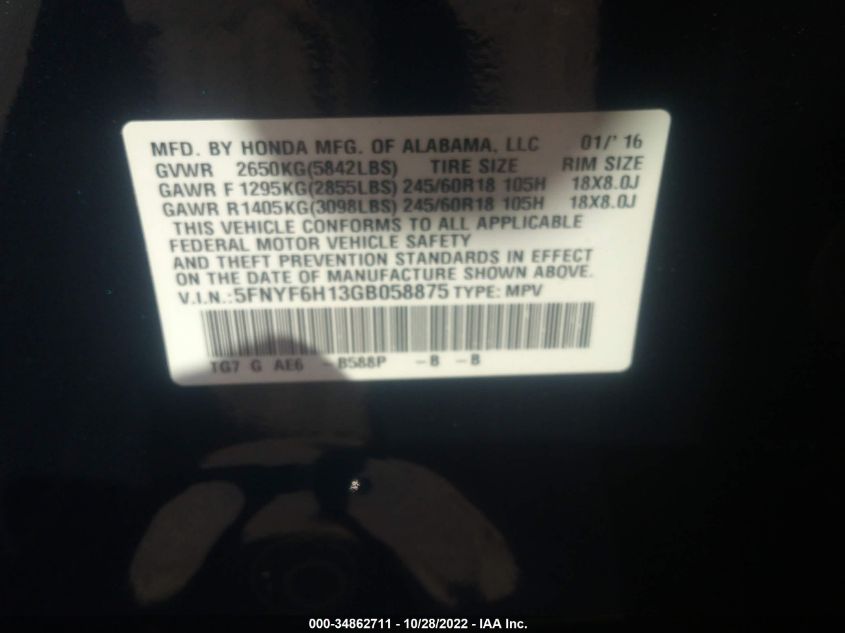 MFD. BY HONDA MFG. OF ALABAMA, LLC 01/' 16
GVWR 2650KG(5842LBS) TIRE SIZE RIM SIZE
GAWR F 1295KG(2855LBS) 245/60R18 105H 18X8.0J
GAWR R1405KG(3098LBS) 245/60R18 105H 18X8.0J
THIS VEHICLE CONFORMS TO ALL APPLICABLE
FEDERAL MOTOR VEHICLE SAFETY
AND THEFT PREVENTION STANDARDS IN EFFECT
ON THE DATE OF MANUFACTURE SHOWN ABOVE.
V.I.N.:5FNYF6H13GB058875 TYPE: MPV
TG7 G AE6 -B588P -B -B
000-34862711 - 10/28/2022 - IAA Inc.